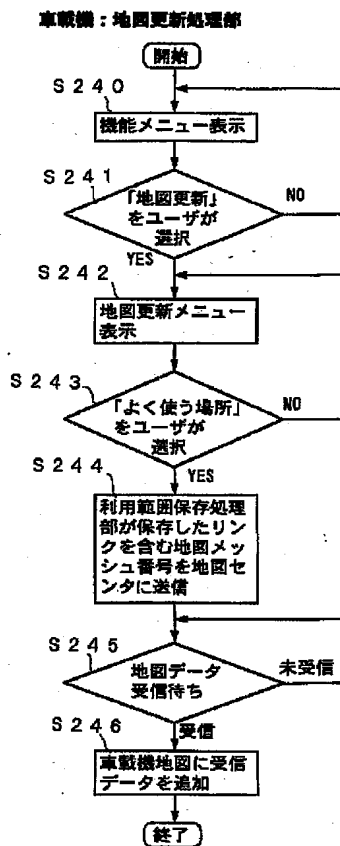 車載機：地図更新処理部
開始
S240
機能メニュー表示
S241
「地図更新」
をユーザが
選択
NO
YES
S242
地図更新メニュー
表示
S243
「よく使う場所」
をユーザが
選択
NO
YES
S244
利用範囲保存処理
部が保存したリン
クを含む地図メッ
シュ番号を地図セ
ンタに送信
S245
地図データ
受信待ち
未受信
受信
S246
車載機地図に受信
データを追加
終了